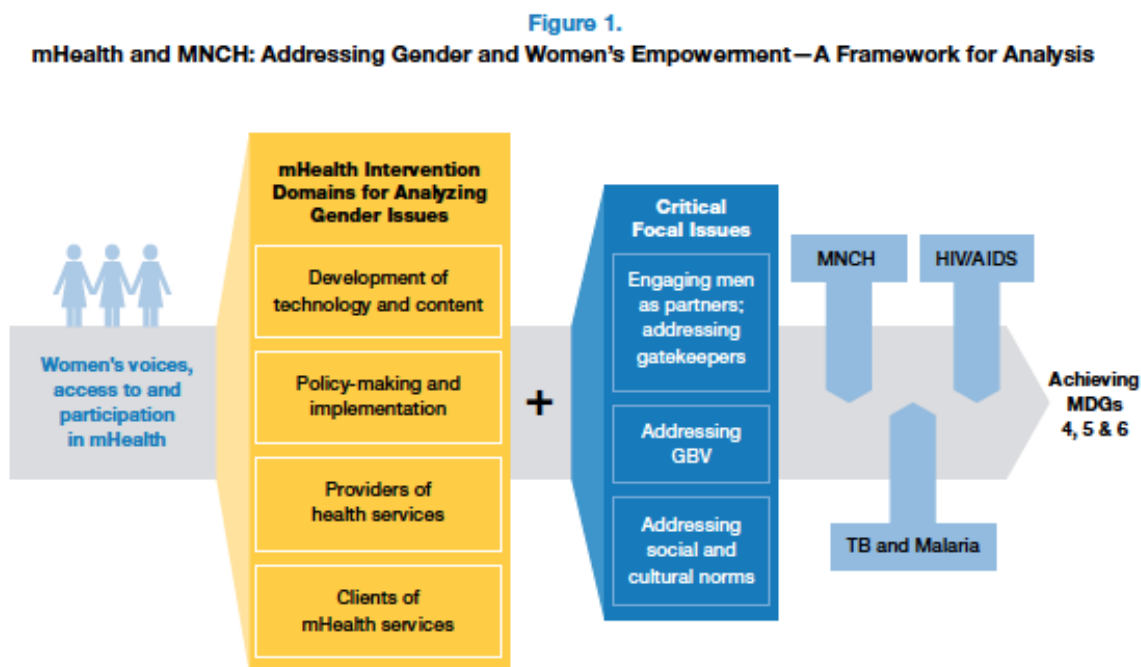 Figure 1.
mHealth and MNCH: Addressing Gender and Women's Empowerment—A Framework for Analysis
Women's voices,
access to and
participation
in mHealth
mHealth Intervention
Domains for Analyzing
Gender Issues
Development of
technology and content
Policy-making and
implementation
Providers of
health services
Clients of
mHealth services
+
Critical
Focal Issues
Engaging men
as partners;
addressing
gatekeepers
Addressing
GBV
Addressing
social and
cultural norms
MNCH
HIV/AIDS
TB and Malaria
Achieving
MDGs
4, 5 & 6